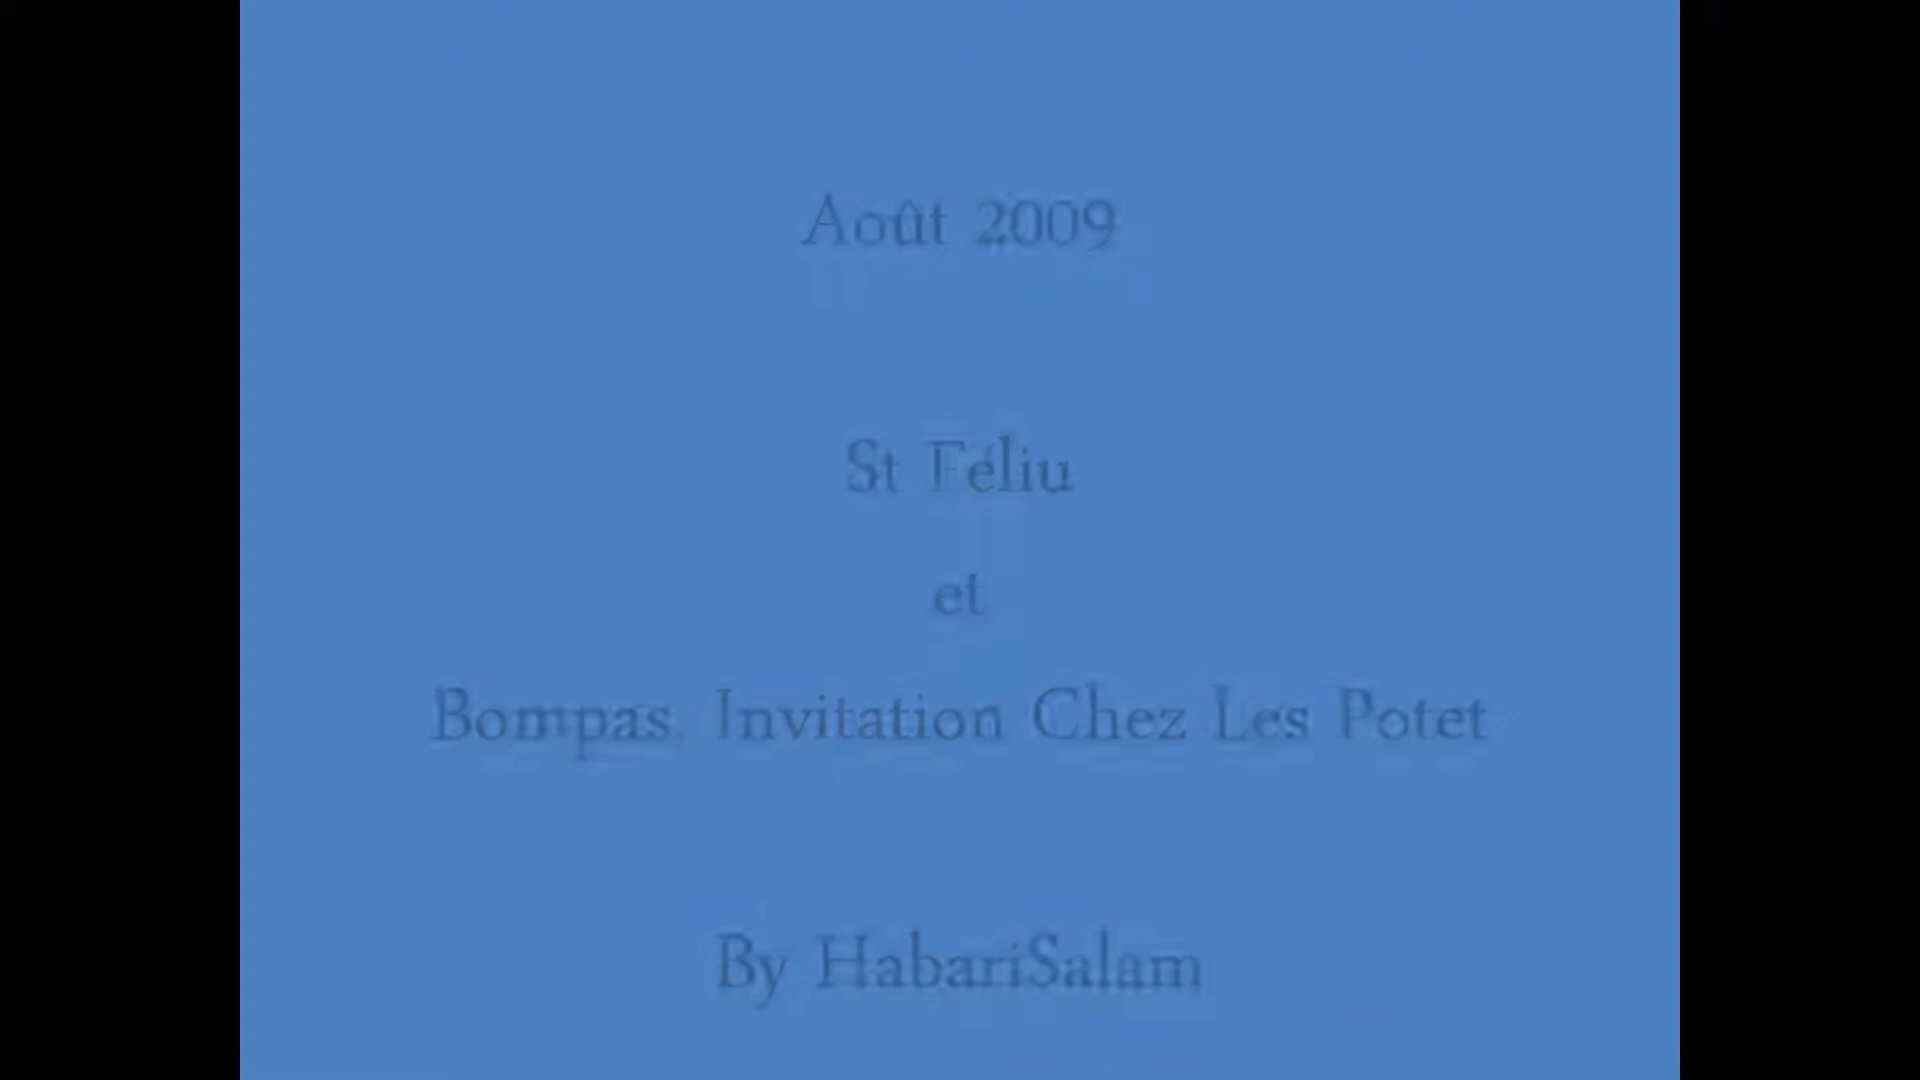 Août 2009
St Féliu
et
Bompas, Invitation Chez Les Potet
By HabariSalam